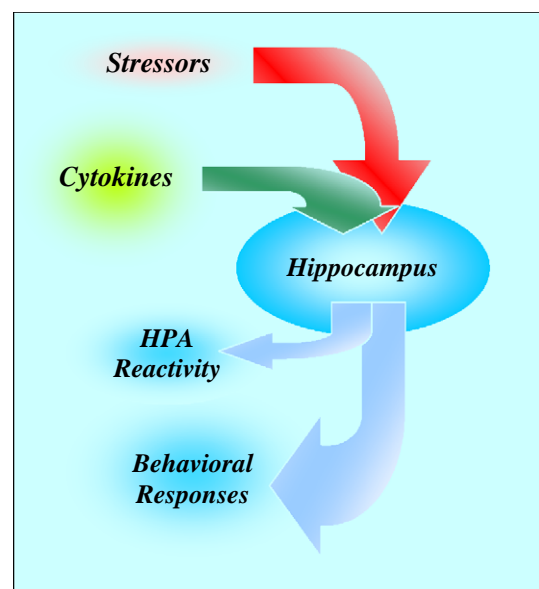 Stressors
Cytokines
Hippocampus
HPA
Reactivity
Behavioral
Responses